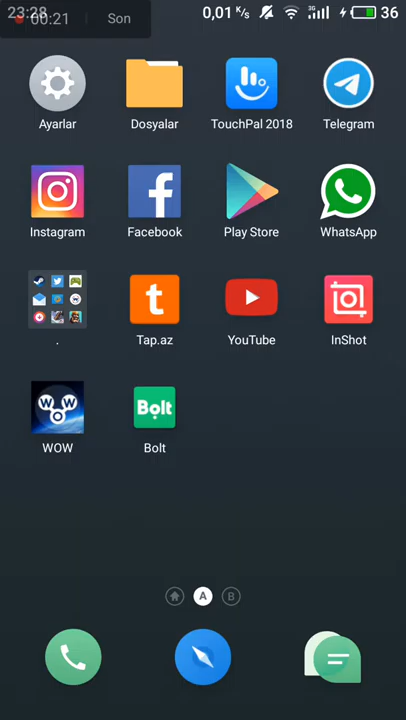 23:28
00:21 Son
0,01 K/s 3G 36
Ayarlar Dosyalar TouchPal 2018 Telegram
Instagram Facebook Play Store WhatsApp
. Tap.az YouTube InShot
WOW Bolt
A B